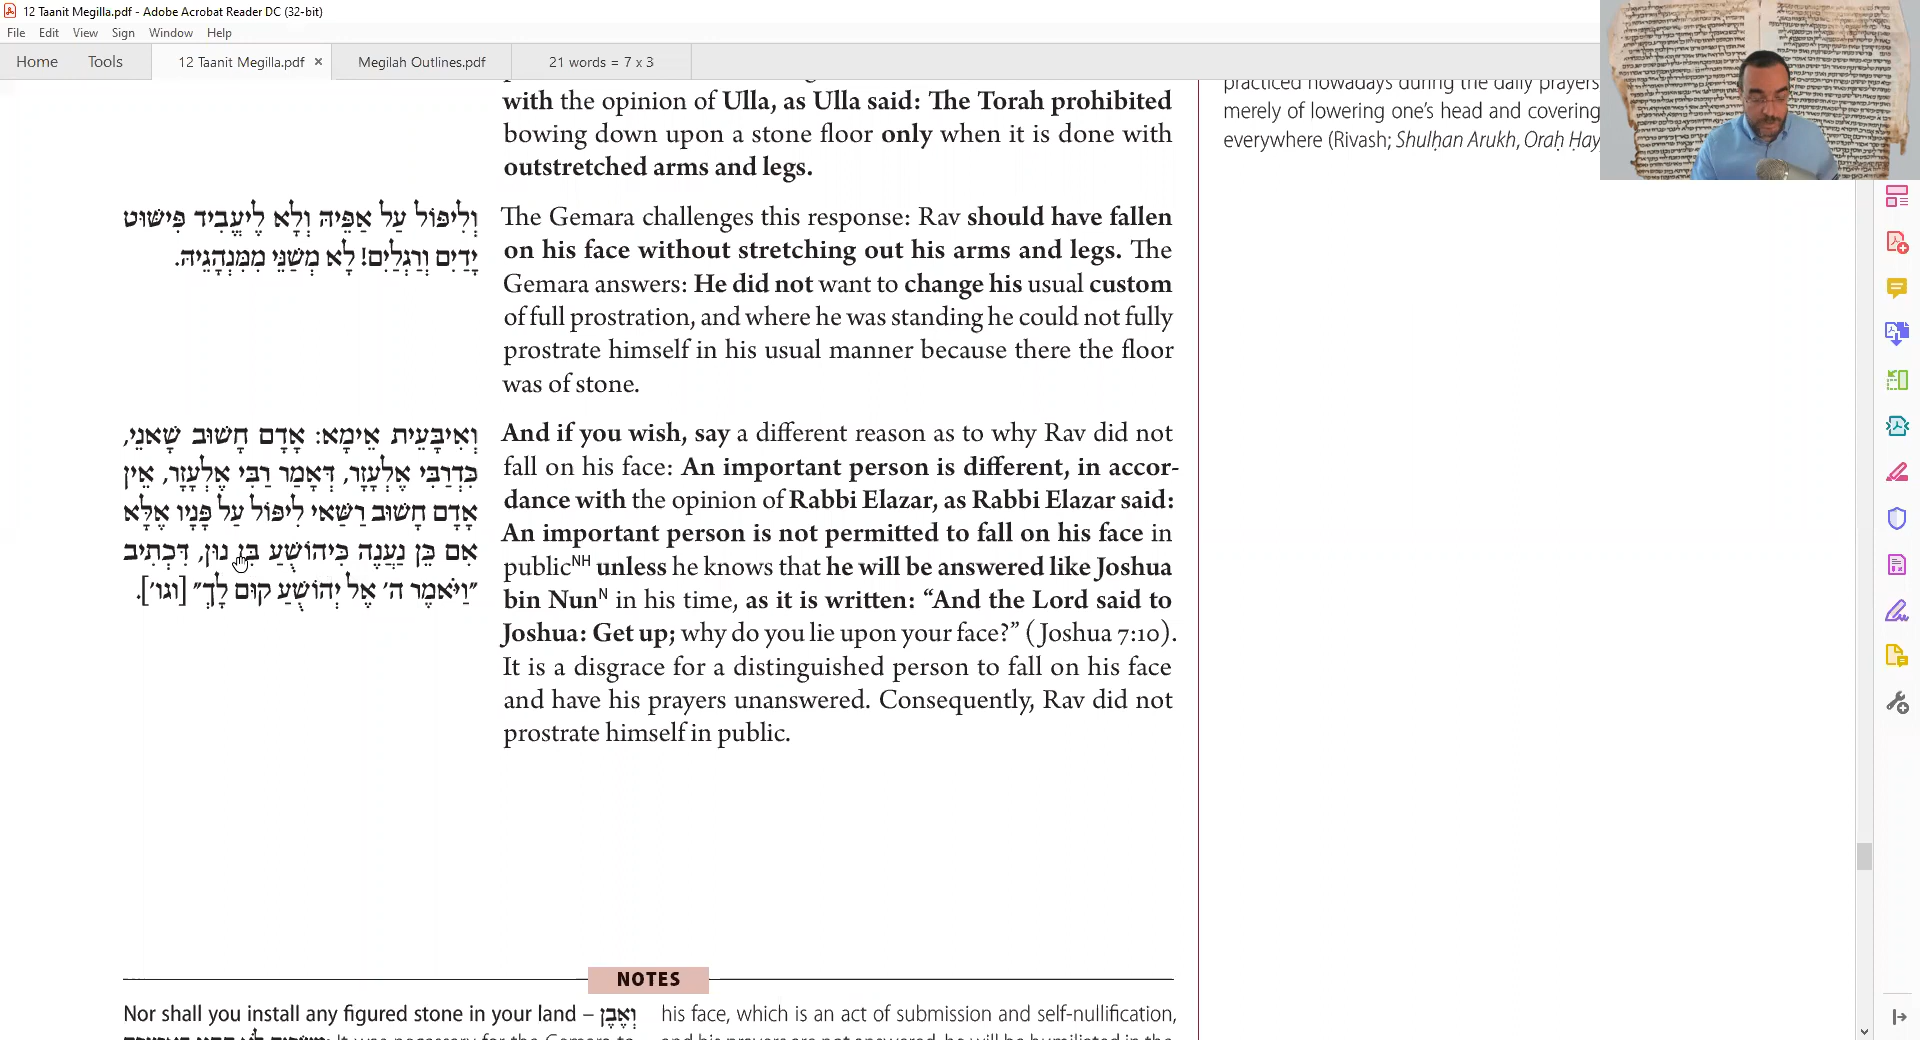 12 Taanit Megilla.pdf - Adobe Acrobat Reader DC (32-bit)
File Edit View Sign Window Help
Home Tools 12 Taanit Megilla.pdf × Megilah Outlines.pdf 21 words = 7 x 3
with the opinion of Ulla, as Ulla said: The Torah prohibited
bowing down upon a stone floor only when it is done with
outstretched arms and legs.
practiced nowadays during the daily prayers
merely of lowering one's head and covering
everywhere (Rivash; Shulḥan Arukh, Oraḥ Ḥay
וְלִיפּוֹל עַל אַפֵּיהּ וְלָא לֶיעֱבֵיד פִּישּׁוּט
יָדַיִם וְרַגְלַיִם! לָא מְשַׁנֵּי מִמִּנְהָגֵיהּ.
The Gemara challenges this response: Rav should have fallen
on his face without stretching out his arms and legs. The
Gemara answers: He did not want to change his usual custom
of full prostration, and where he was standing he could not fully
prostrate himself in his usual manner because there the floor
was of stone.
וְאִיבָּעֵית אֵימָא: אָדָם חָשׁוּב שָׁאנֵי,
כִּדְרַבִּי אֶלְעָזָר, דְּאָמַר רַבִּי אֶלְעָזָר, אֵין
אָדָם חָשׁוּב רַשַּׁאי לִיפּוֹל עַל פָּנָיו אֶלָּא
אִם כֵּן נַעֲנֶה כִּיהוֹשֻׁעַ בִּן נוּן, דִּכְתִיב
״וַיֹּאמֶר ה׳ אֶל יְהוֹשֻׁעַ קוּם לָךְ״ [וגו׳].
And if you wish, say a different reason as to why Rav did not
fall on his face: An important person is different, in accor-
dance with the opinion of Rabbi Elazar, as Rabbi Elazar said:
An important person is not permitted to fall on his face in
publicNH unless he knows that he will be answered like Joshua
bin NunN in his time, as it is written: “And the Lord said to
Joshua: Get up; why do you lie upon your face?” (Joshua 7:10).
It is a disgrace for a distinguished person to fall on his face
and have his prayers unanswered. Consequently, Rav did not
prostrate himself in public.
NOTES
Nor shall you install any figured stone in your land – וְאֶבֶן
his face, which is an act of submission and self-nullification,